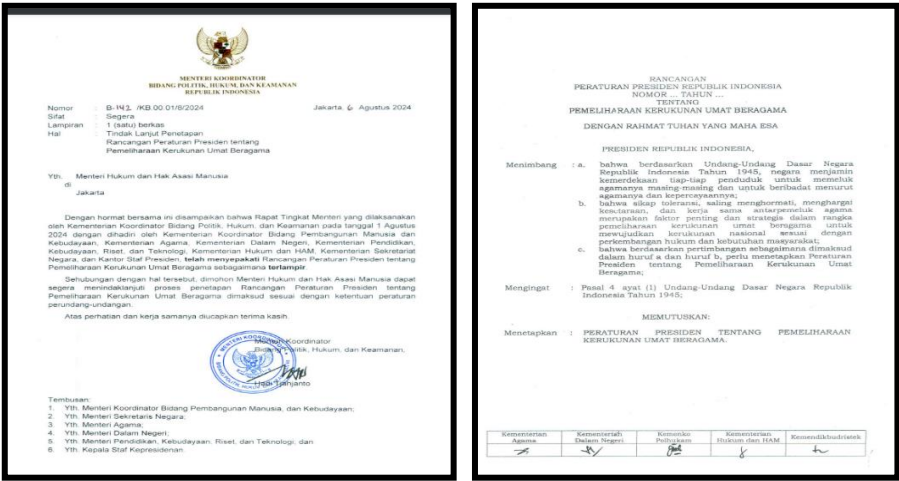 MENTERI KOORDINATOR
BIDANG POLITIK, HUKUM, DAN KEAMANAN
REPUBLIK INDONESIA
Nomor : B-142 /KB.00.01/8/2024 Jakarta, 6 Agustus 2024
Sifat : Segera
Lampiran : 1 (satu) berkas
Hal : Tindak Lanjut Penetapan
Rancangan Peraturan Presiden tentang
Pemeliharaan Kerukunan Umat Beragama
Yth. Menteri Hukum dan Hak Asasi Manusia
di
Jakarta
Dengan hormat bersama ini disampaikan bahwa Rapat Tingkat Menteri yang dilaksanakan
oleh Kementerian Koordinator Bidang Politik, Hukum, dan Keamanan pada tanggal 1 Agustus
2024 dengan dihadiri oleh Kementerian Koordinator Bidang Pembangunan Manusia dan
Kebudayaan, Kementerian Agama, Kementerian Dalam Negeri, Kementerian Pendidikan,
Kebudayaan, Riset, dan Teknologi, Kementerian Hukum dan HAM, Kementerian Sekretariat
Negara, dan Kantor Staf Presiden, telah menyepakati Rancangan Peraturan Presiden tentang
Pemeliharaan Kerukunan Umat Beragama sebagaimana terlampir.
Sehubungan dengan hal tersebut, dimohon Menteri Hukum dan Hak Asasi Manusia dapat
segera menindaklanjuti proses penetapan Rancangan Peraturan Presiden tentang
Pemeliharaan Kerukunan Umat Beragama dimaksud sesuai dengan ketentuan peraturan
perundang-undangan.
Atas perhatian dan kerja samanya diucapkan terima kasih.
Menteri Koordinator
Bidang Politik, Hukum, dan Keamanan,
Hadi Tjahjanto
Tembusan:
1. Yth. Menteri Koordinator Bidang Pembangunan Manusia, dan Kebudayaan;
2. Yth. Menteri Sekretaris Negara;
3. Yth. Menteri Agama;
4. Yth. Menteri Dalam Negeri;
5. Yth. Menteri Pendidikan, Kebudayaan, Riset, dan Teknologi, dan
6. Yth. Kepala Staf Kepresidenan.
RANCANGAN
PERATURAN PRESIDEN REPUBLIK INDONESIA
NOMOR ... TAHUN ...
TENTANG
PEMELIHARAAN KERUKUNAN UMAT BERAGAMA
DENGAN RAHMAT TUHAN YANG MAHA ESA
PRESIDEN REPUBLIK INDONESIA,
Menimbang : a. bahwa berdasarkan Undang-Undang Dasar Negara
Republik Indonesia Tahun 1945, negara menjamin
kemerdekaan tiap-tiap penduduk untuk memeluk
agamanya masing-masing dan untuk beribadat menurut
agamanya dan kepercayaannya;
b. bahwa sikap toleransi, saling menghormati, menghargai
kesetaraan, dan kerja sama antarpemeluk agama
merupakan faktor penting dan strategis dalam rangka
pemeliharaan kerukunan umat beragama untuk
mewujudkan kerukunan nasional sesuai dengan
perkembangan hukum dan kebutuhan masyarakat;
c. bahwa berdasarkan pertimbangan sebagaimana dimaksud
dalam huruf a dan huruf b, perlu menetapkan Peraturan
Presiden tentang Pemeliharaan Kerukunan Umat
Beragama;
Mengingat : Pasal 4 ayat (1) Undang-Undang Dasar Negara Republik
Indonesia Tahun 1945;
MEMUTUSKAN:
Menetapkan : PERATURAN PRESIDEN TENTANG PEMELIHARAAN
KERUKUNAN UMAT BERAGAMA.
Kementerian Agama
Kementerian Dalam Negeri
Kemenko Polhukam
Kementerian Hukum dan HAM
Kemendikbudristek